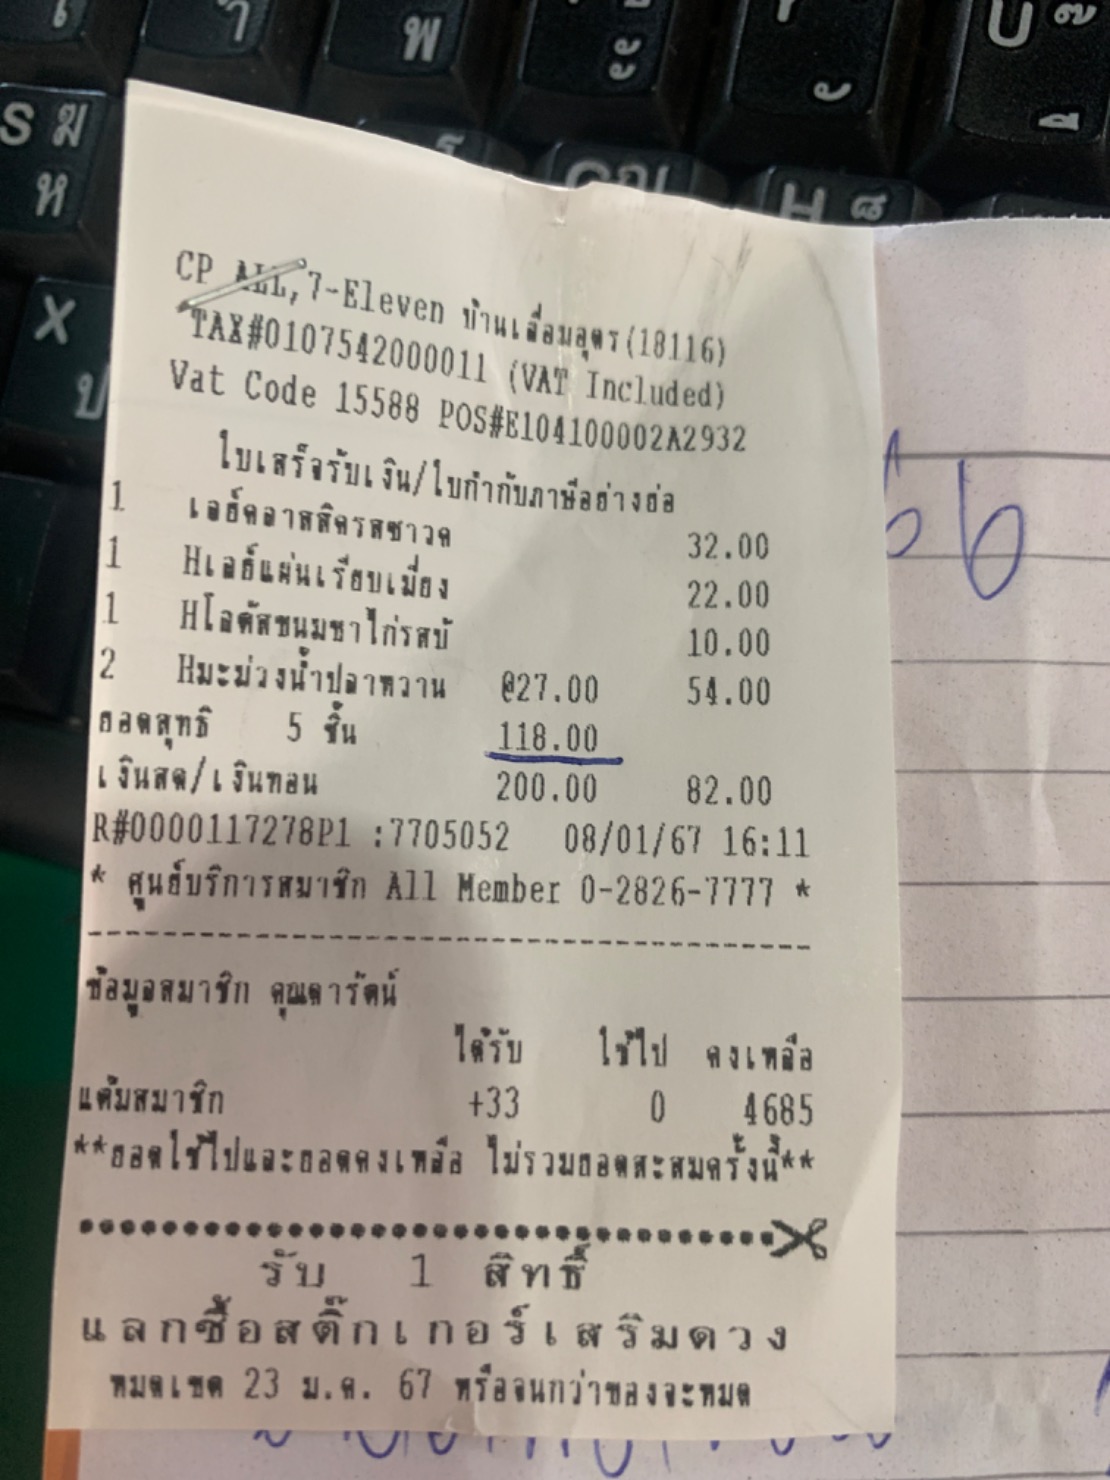 CP ALL,7-Eleven บ้านเลื่อมอุดร(18116)
TAX#0107542000011 (VAT Included)
Vat Code 15588 POS#E104100002A2932
ใบเสร็จรับเงิน/ใบกำกับภาษีอย่างย่อ
1 เลย์คลาสสิครสซาวด 32.00
1 Hเลย์แผ่นเรียบเมี่ยง 22.00
1 Hโลตัสขนมขาไก่รสบั 10.00
2 Hมะม่วงน้ำปลาหวาน @27.00 54.00
ยอดสุทธิ 5 ชิ้น 118.00
เงินสด/เงินทอน 200.00 82.00
R#0000117278P1 :7705052 08/01/67 16:11
* ศูนย์บริการสมาชิก All Member 0-2826-7777 *
ข้อมูลสมาชิก คุณดารัตน์
ได้รับ ใช้ไป คงเหลือ
แต้มสมาชิก +33 0 4685
**ยอดใช้ไปและยอดคงเหลือ ไม่รวมยอดสะสมครั้งนี้**
รับ 1 สิทธิ์
แลกซื้อสติ๊กเกอร์เสริมดวง
หมดเขต 23 ม.ค. 67 หรือจนกว่าของจะหมด